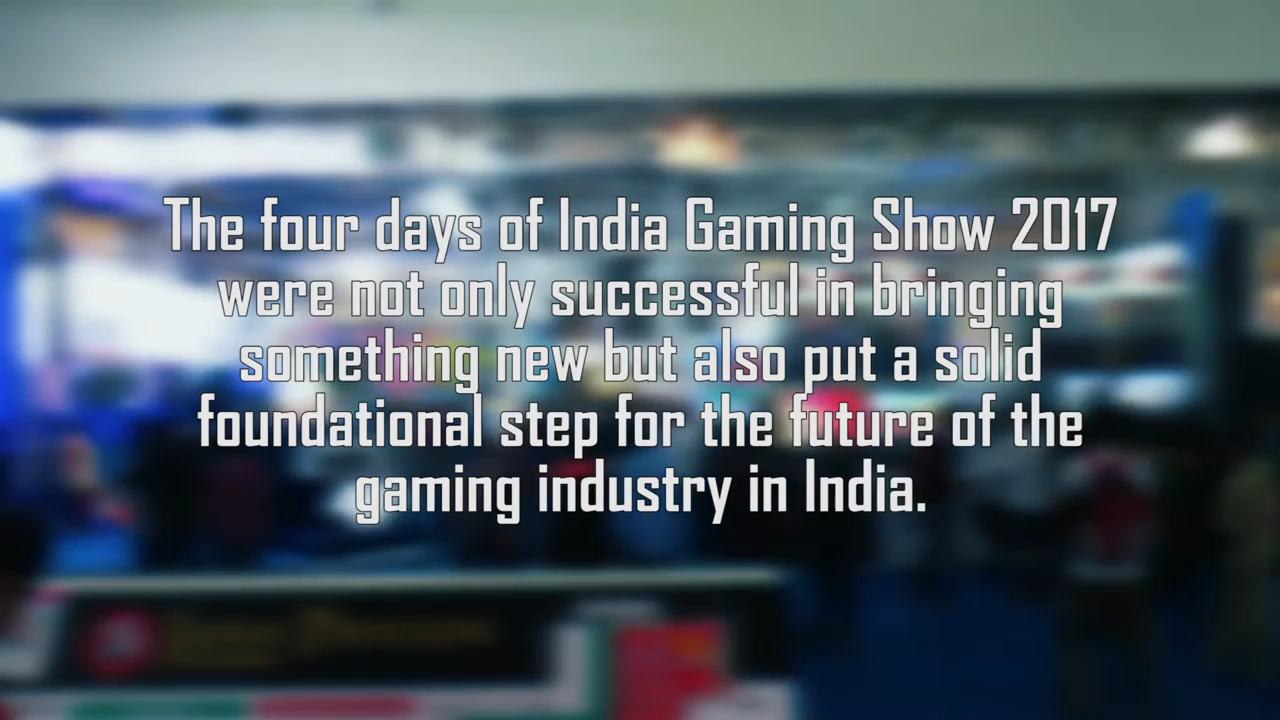 The four days of India Gaming Show 2017
were not only successful in bringing
something new but also put a solid
foundational step for the future of the
gaming industry in India.